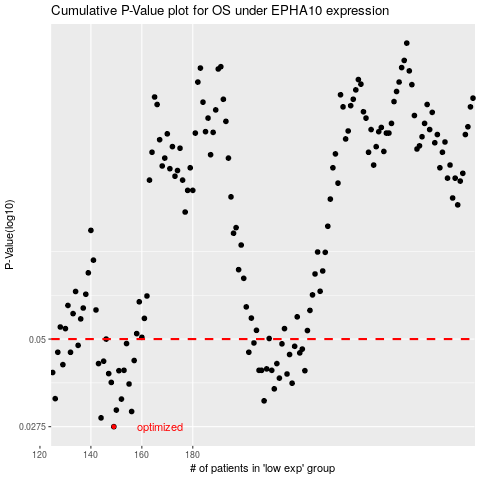 Cumulative P-Value plot for OS under EPHA10 expression
P-Value(log10)
0.05
0.0275
optimized
120 140 160 180
# of patients in 'low exp' group